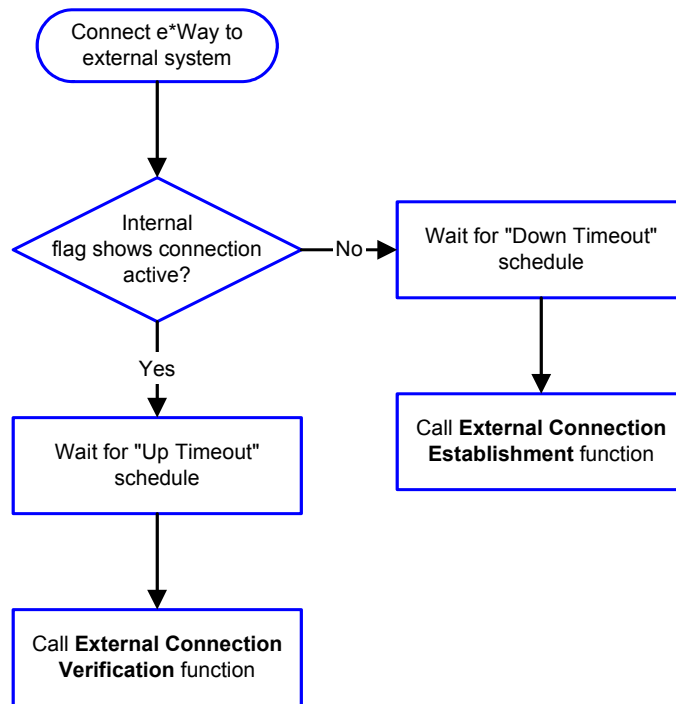 Connect e*Way to
external system
Internal
flag shows connection
active?
No
Wait for "Down Timeout"
schedule
Yes
Call External Connection
Establishment function
Wait for "Up Timeout"
schedule
Call External Connection
Verification function